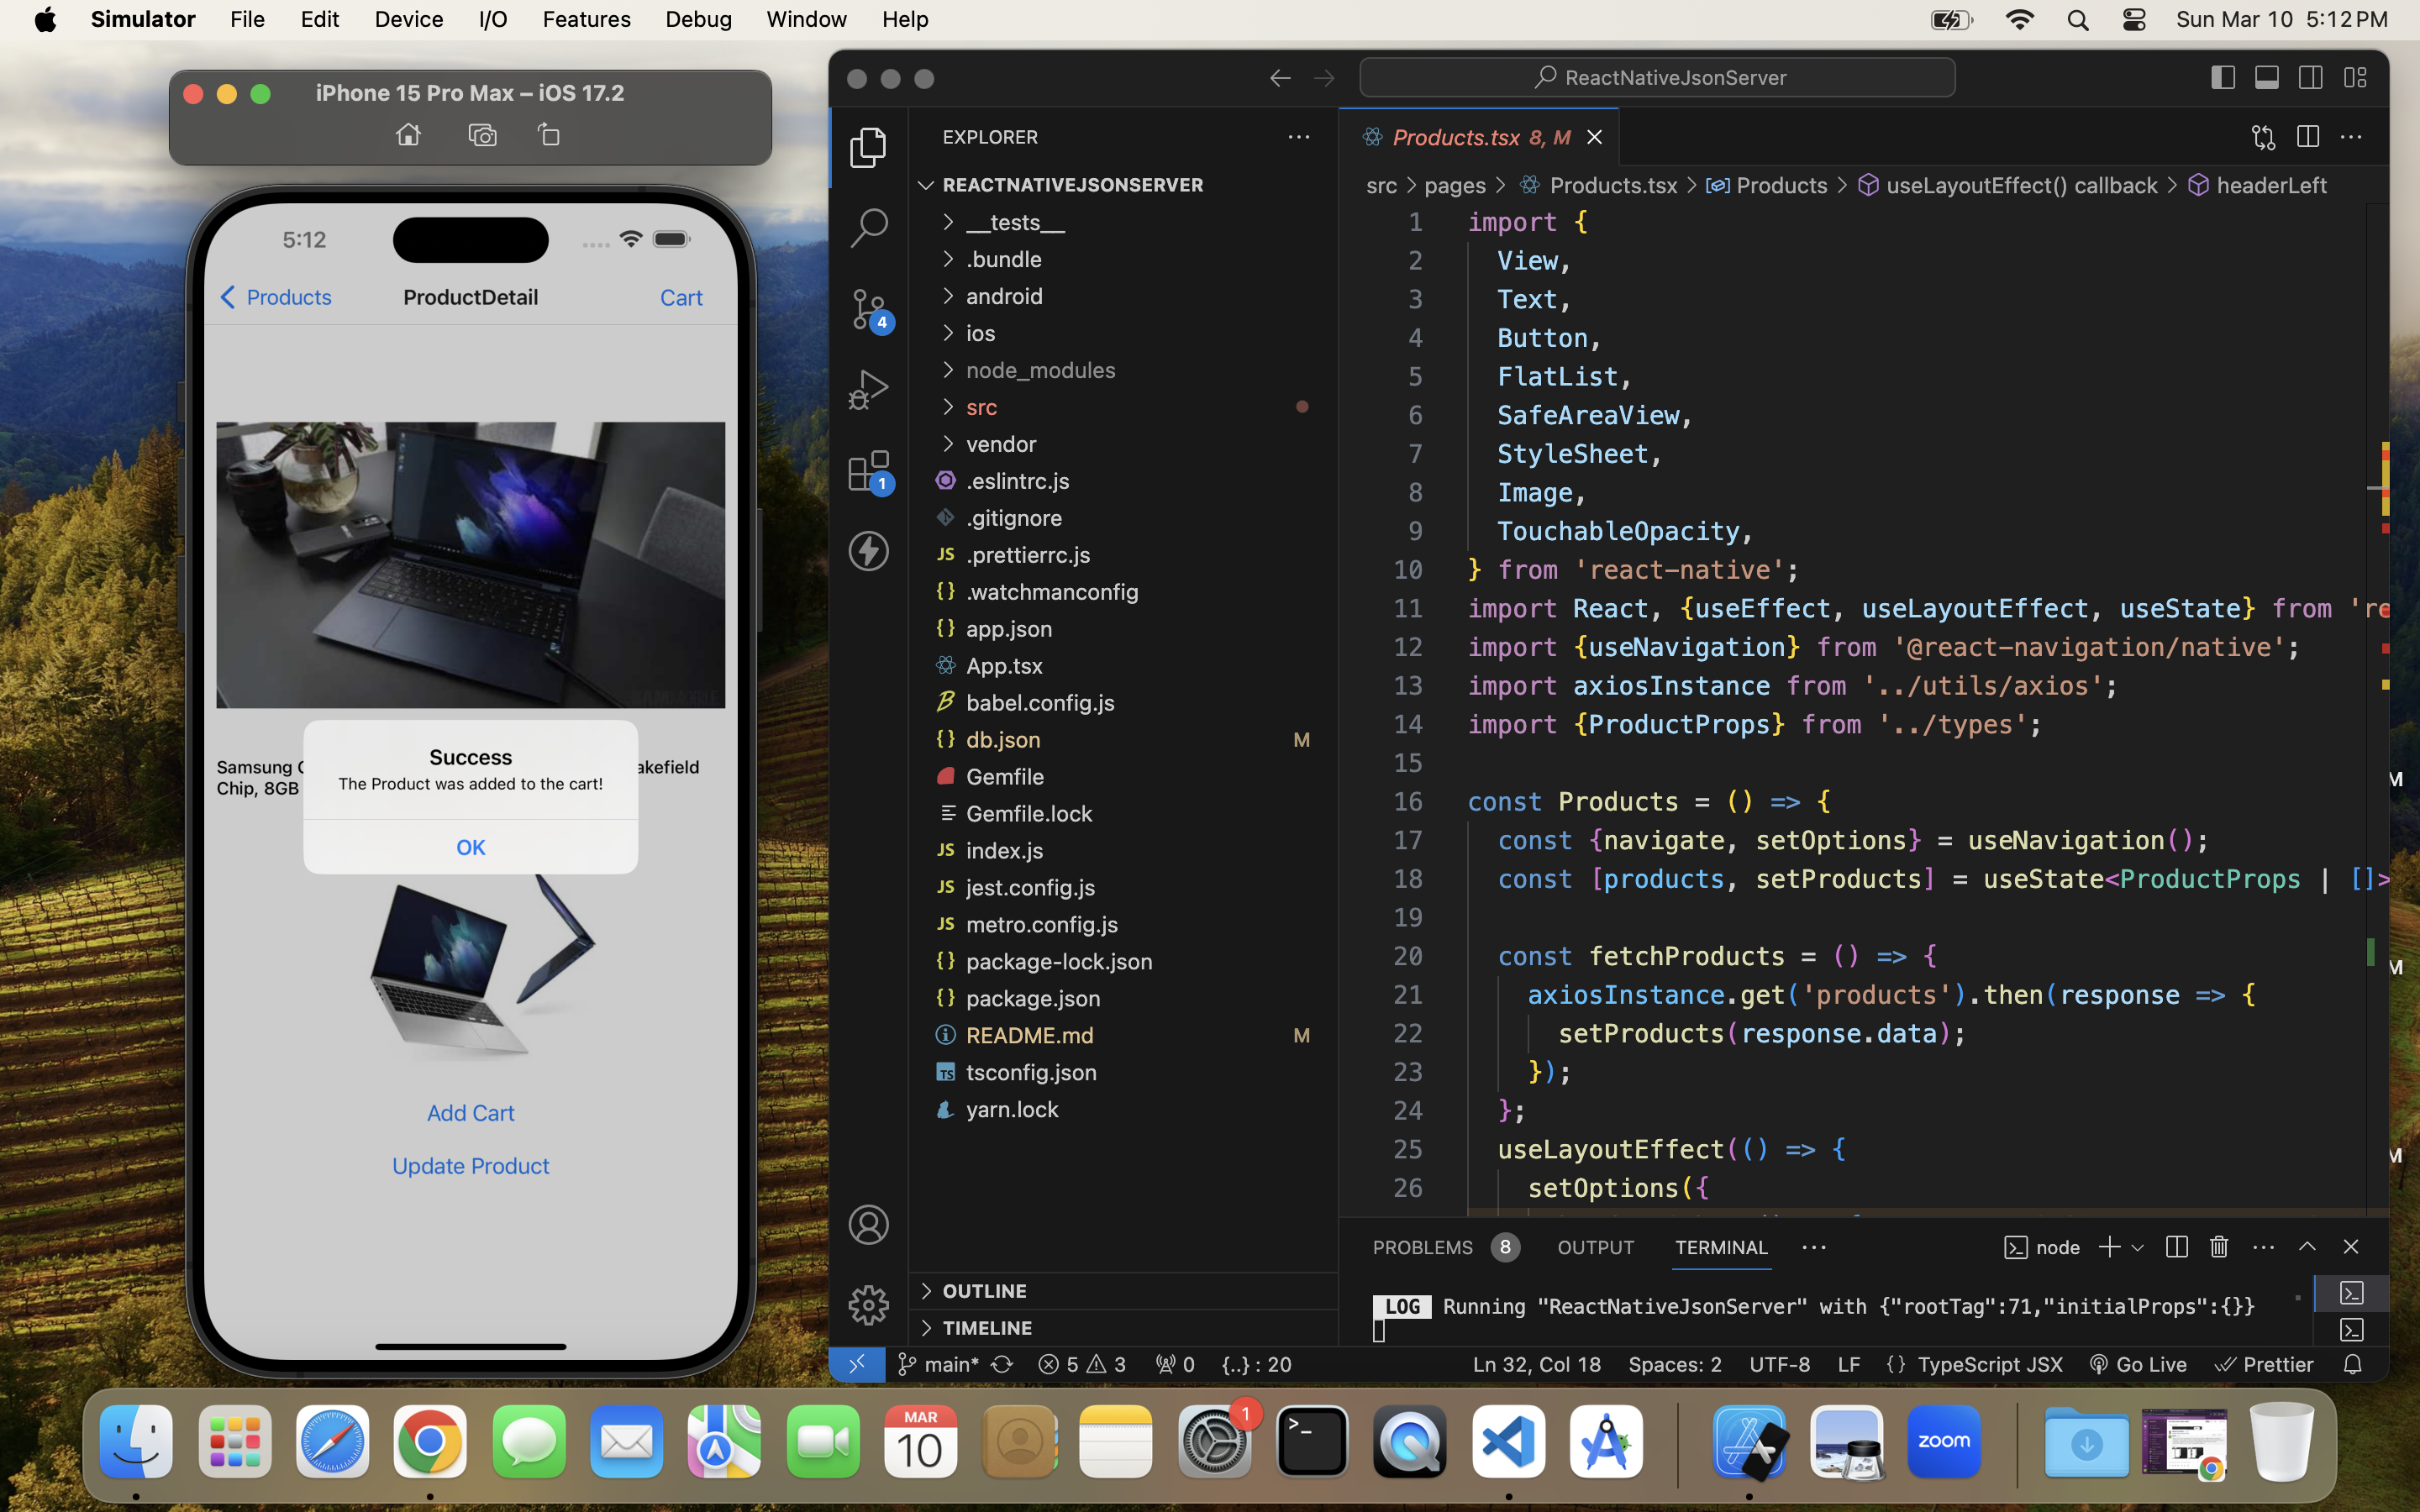 Simulator File Edit Device I/O Features Debug Window Help Sun Mar 10 5:12 PM
iPhone 15 Pro Max – iOS 17.2
5:12
Products ProductDetail Cart
Samsung
akefield
Chip, 8GB
Success
The Product was added to the cart!
OK
Add Cart
Update Product
ReactNativeJsonServer
EXPLORER
REACTNATIVEJSONSERVER
__tests__
.bundle
android
ios
node_modules
src
vendor
.eslintrc.js
.gitignore
JS .prettierrc.js
{} .watchmanconfig
{} app.json
App.tsx
babel.config.js
{} db.json M
Gemfile
Gemfile.lock
JS index.js
JS jest.config.js
JS metro.config.js
{} package-lock.json
{} package.json
README.md M
TS tsconfig.json
yarn.lock
OUTLINE
TIMELINE
4
1
Products.tsx 8, M
src > pages > Products.tsx > Products > useLayoutEffect() callback > headerLeft
1 import {
2 View,
3 Text,
4 Button,
5 FlatList,
6 SafeAreaView,
7 StyleSheet,
8 Image,
9 TouchableOpacity,
10 } from 'react-native';
11 import React, {useEffect, useLayoutEffect, useState} from 're
12 import {useNavigation} from '@react-navigation/native';
13 import axiosInstance from '../utils/axios';
14 import {ProductProps} from '../types';
15
16 const Products = () => {
17 const {navigate, setOptions} = useNavigation();
18 const [products, setProducts] = useState<ProductProps | []>
19
20 const fetchProducts = () => {
21 axiosInstance.get('products').then(response => {
22 setProducts(response.data);
23 });
24 };
25 useLayoutEffect(() => {
26 setOptions({
M
M
M
PROBLEMS 8 OUTPUT TERMINAL node
LOG Running "ReactNativeJsonServer" with {"rootTag":71,"initialProps":{}}
main* 5 3 0 {..} : 20 Ln 32, Col 18 Spaces: 2 UTF-8 LF {} TypeScript JSX Go Live Prettier
MAR
10
1
>_
zoom